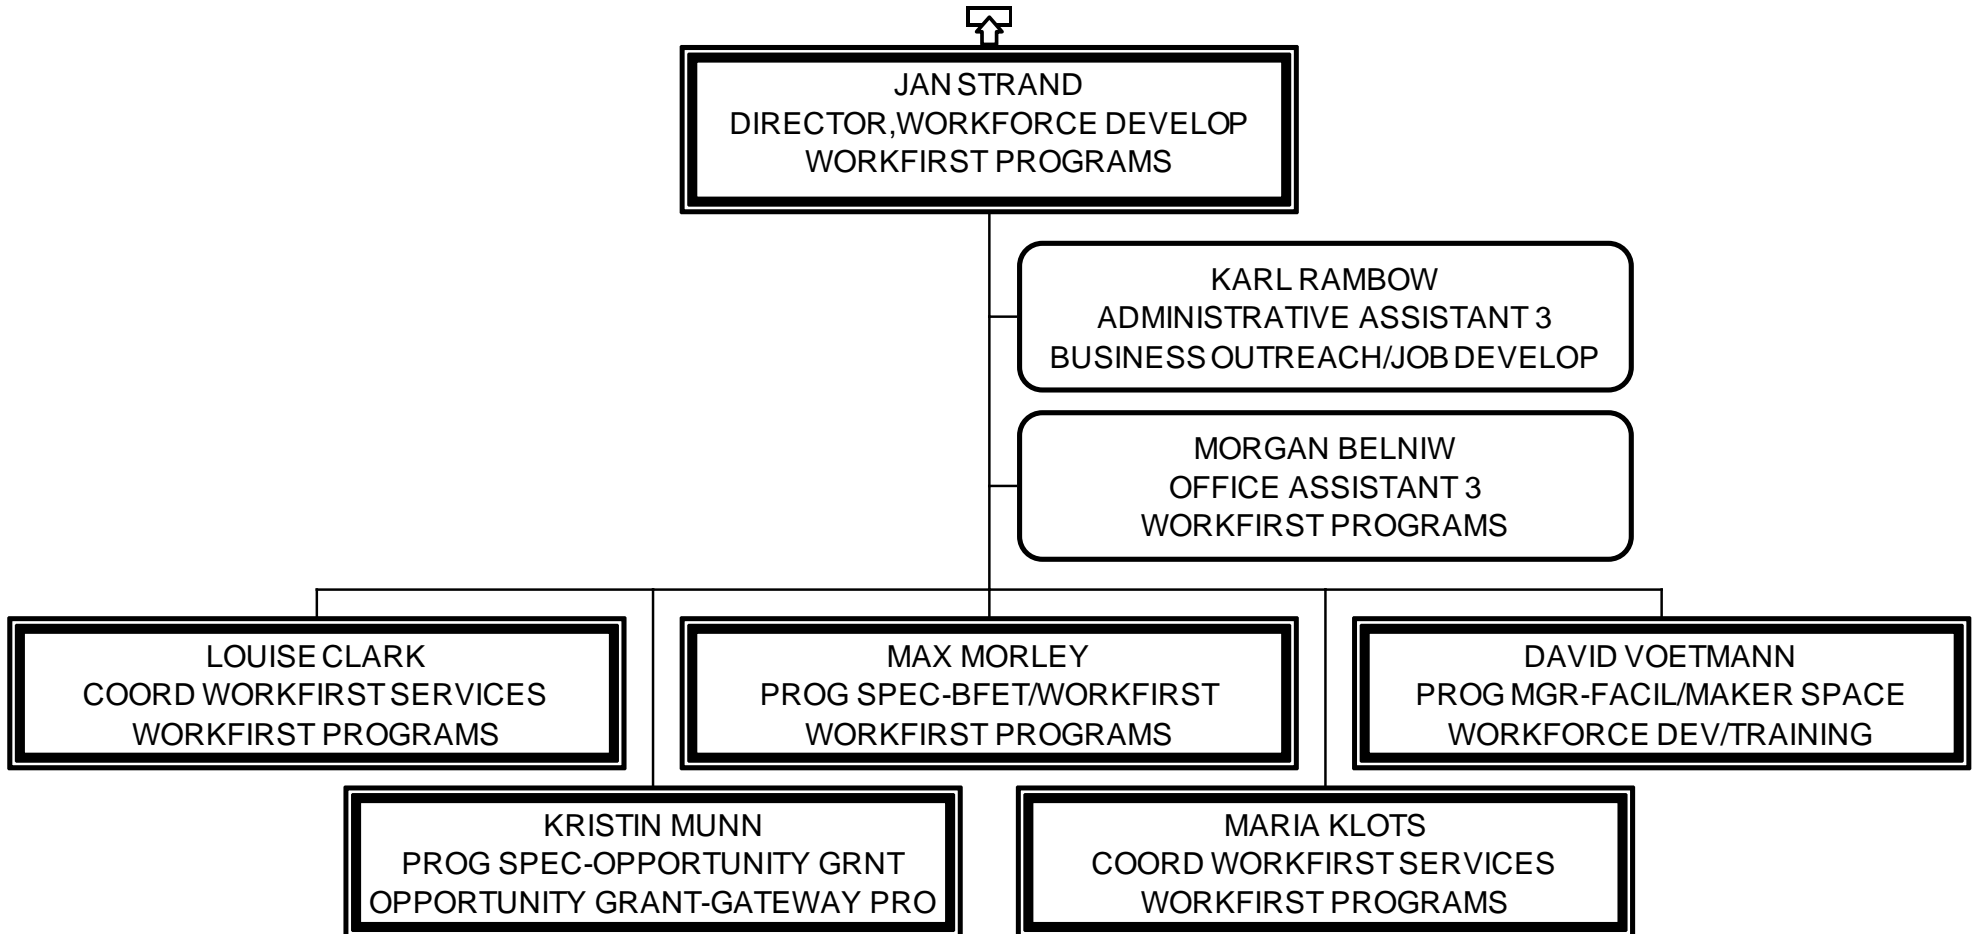 JAN STRAND
DIRECTOR,WORKFORCE DEVELOP
WORKFIRST PROGRAMS
KARL RAMBOW
ADMINISTRATIVE ASSISTANT 3
BUSINESS OUTREACH/JOB DEVELOP
MORGAN BELNIW
OFFICE ASSISTANT 3
WORKFIRST PROGRAMS
LOUISE CLARK
COORD WORKFIRST SERVICES
WORKFIRST PROGRAMS
MAX MORLEY
PROG SPEC-BFET/WORKFIRST
WORKFIRST PROGRAMS
DAVID VOETMANN
PROG MGR-FACIL/MAKER SPACE
WORKFORCE DEV/TRAINING
KRISTIN MUNN
PROG SPEC-OPPORTUNITY GRNT
OPPORTUNITY GRANT-GATEWAY PRO
MARIA KLOTS
COORD WORKFIRST SERVICES
WORKFIRST PROGRAMS